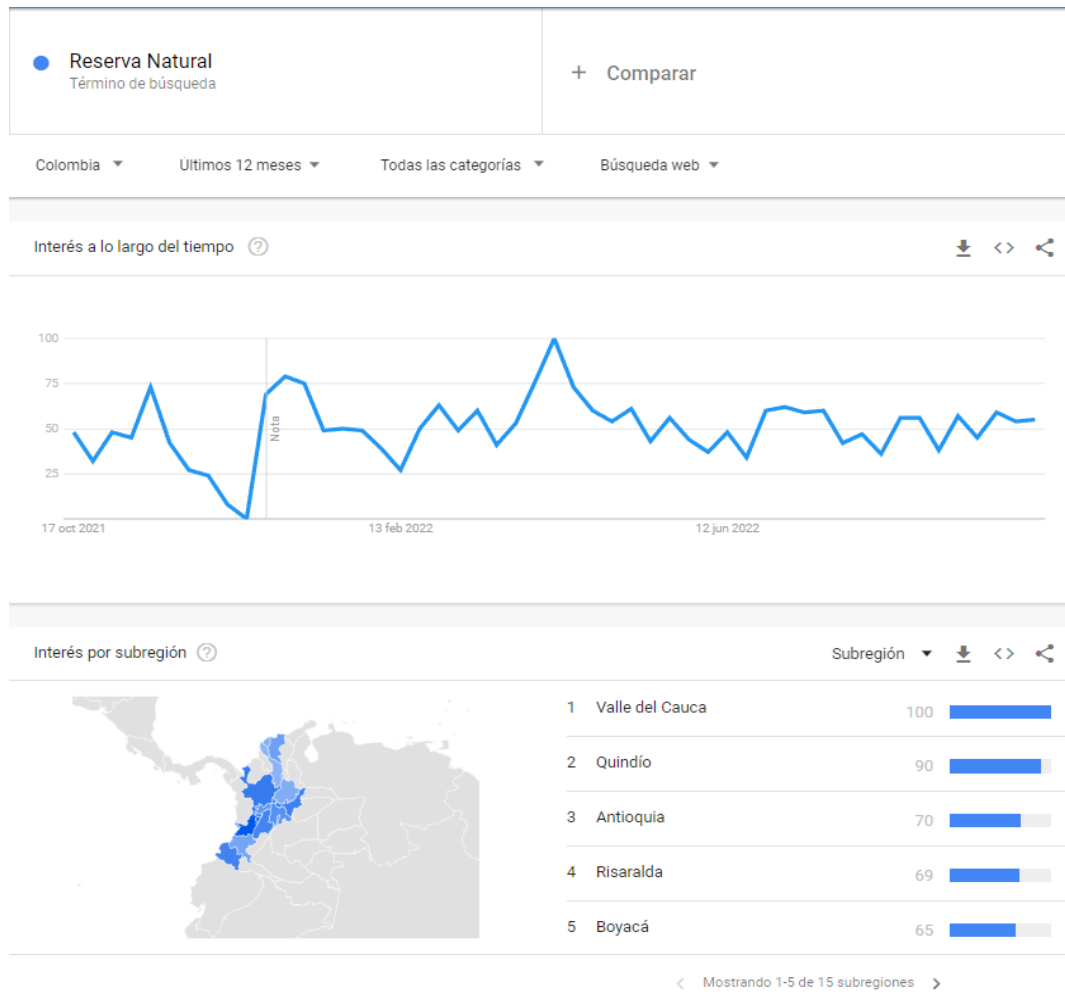 Reserva Natural
Término de búsqueda
+ Comparar
Colombia
Últimos 12 meses
Todas las categorías
Búsqueda web
Interés a lo largo del tiempo
100
75
50
25
Nota
17 oct 2021
13 feb 2022
12 jun 2022
Interés por subregión
Subregión
1 Valle del Cauca 100
2 Quindío 90
3 Antioquia 70
4 Risaralda 69
5 Boyacá 65
Mostrando 1-5 de 15 subregiones